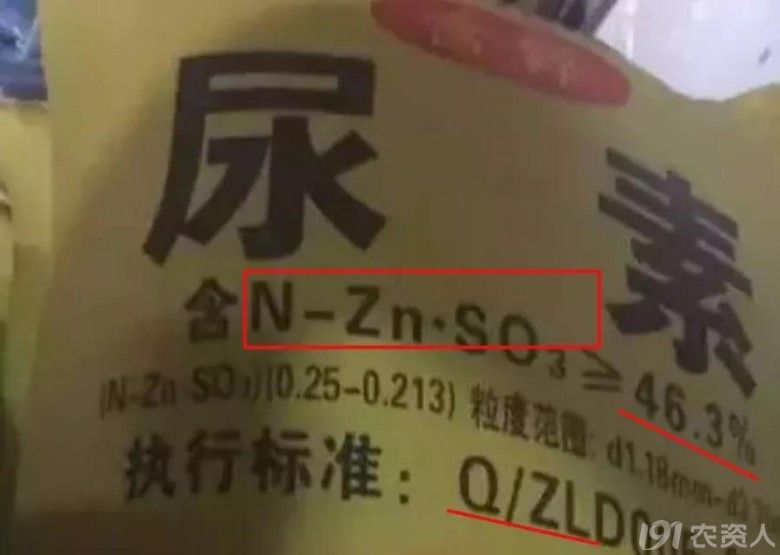 尿素
含N-Zn·SO₃≥46.3%
(N-Zn SO₃)(0.25-0.213) 粒度范围: d1.18mm-d3
执行标准: Q/ZLD
191农资人